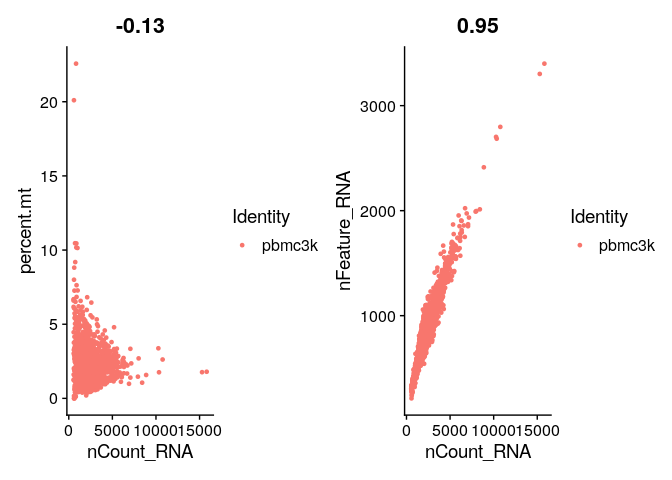 -0.13
percent.mt
20
15
10
5
0
0 5000 10000 15000
nCount_RNA
Identity
pbmc3k
0.95
nFeature_RNA
3000
2000
1000
0 5000 10000 15000
nCount_RNA
Identity
pbmc3k